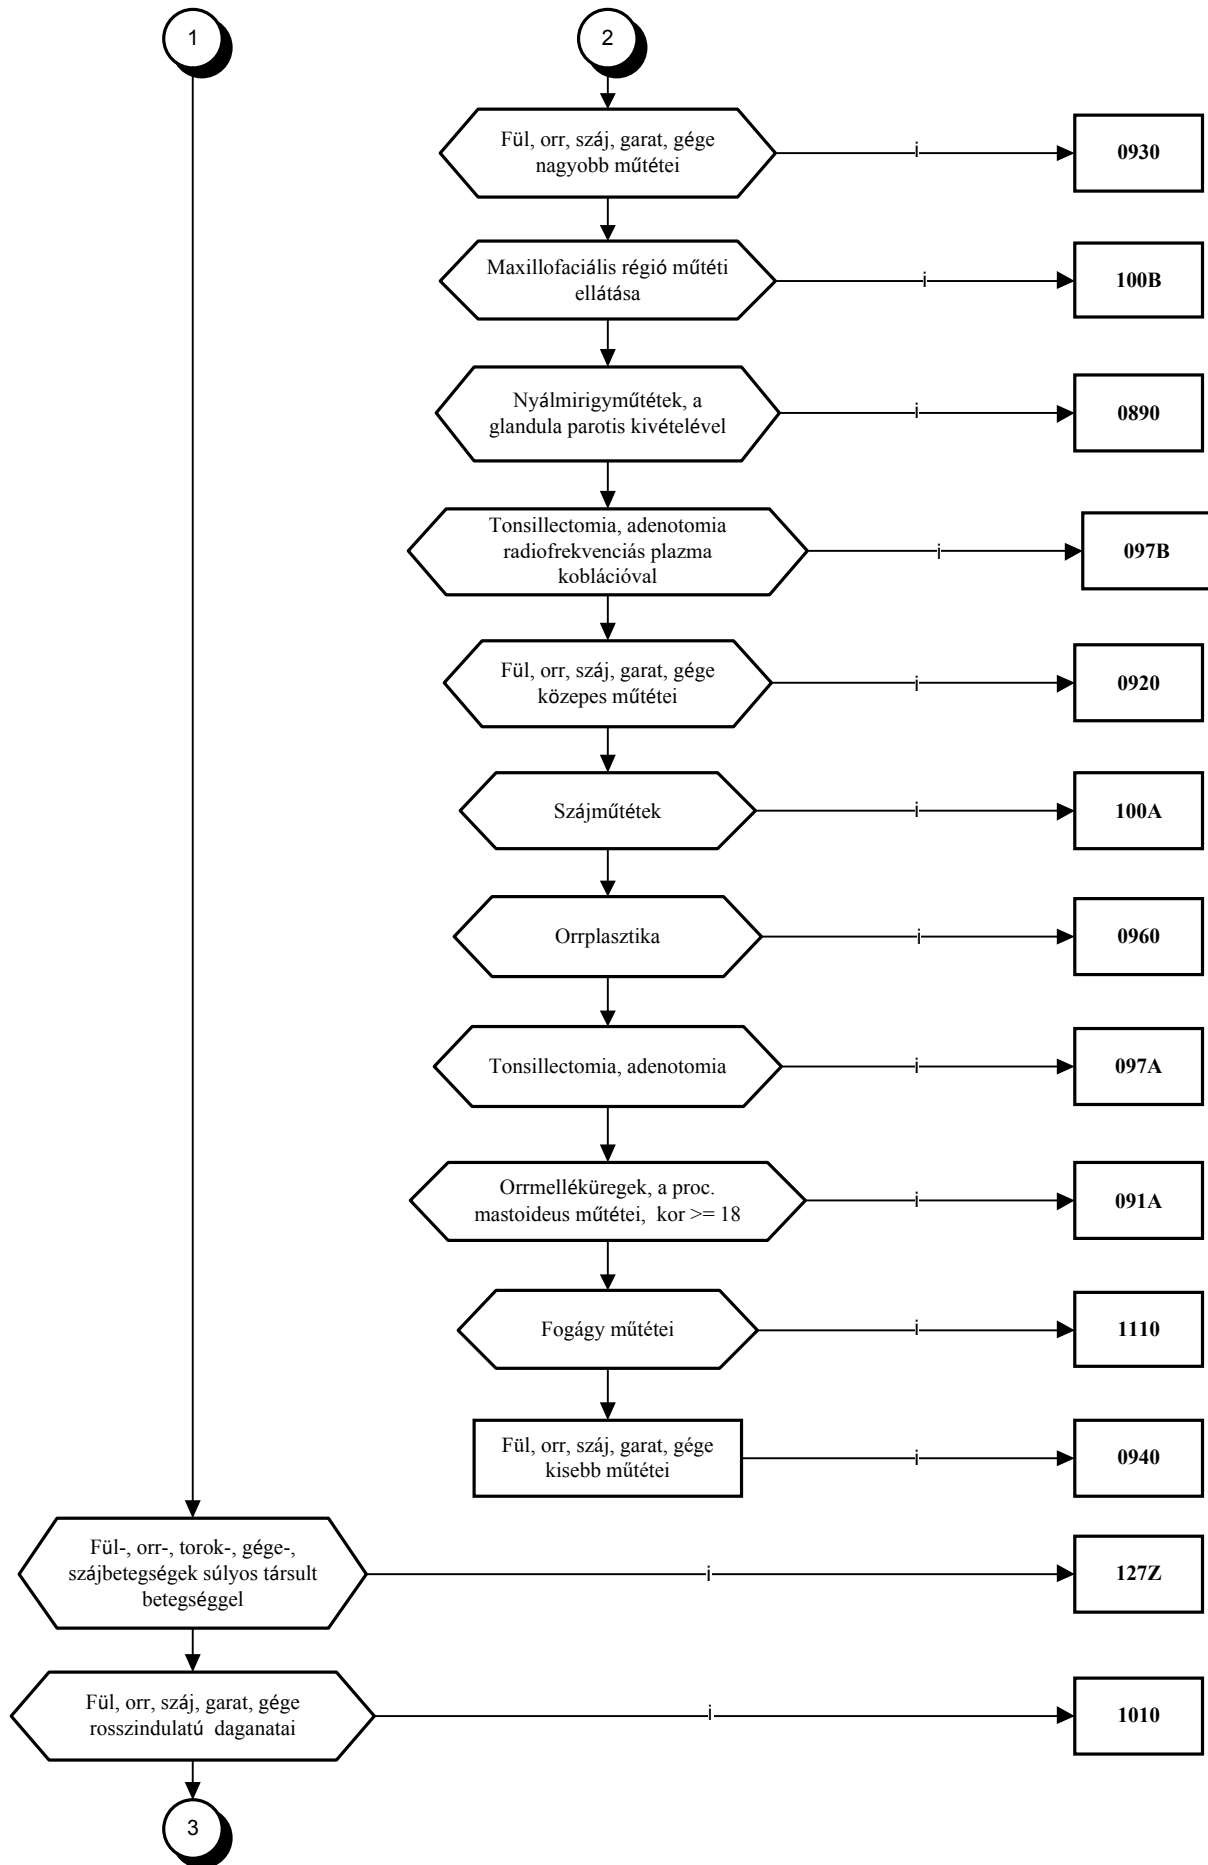 1
2
Fül, orr, száj, garat, gége
nagyobb műtétei
i
0930
Maxillofaciális régió műtéti
ellátása
i
100B
Nyálmirigyműtétek, a
glandula parotis kivételével
i
0890
Tonsillectomia, adenotomia
radiofrekvenciás plazma
koblációval
i
097B
Fül, orr, száj, garat, gége
közepes műtétei
i
0920
Szájműtétek
i
100A
Orrplasztika
i
0960
Tonsillectomia, adenotomia
i
097A
Orrmelléküregek, a proc.
mastoideus műtétei, kor >= 18
i
091A
Fogágy műtétei
i
1110
Fül, orr, száj, garat, gége
kisebb műtétei
i
0940
Fül-, orr-, torok-, gége-,
szájbetegségek súlyos társult
betegséggel
i
127Z
Fül, orr, száj, garat, gége
rosszindulatú daganatai
i
1010
3